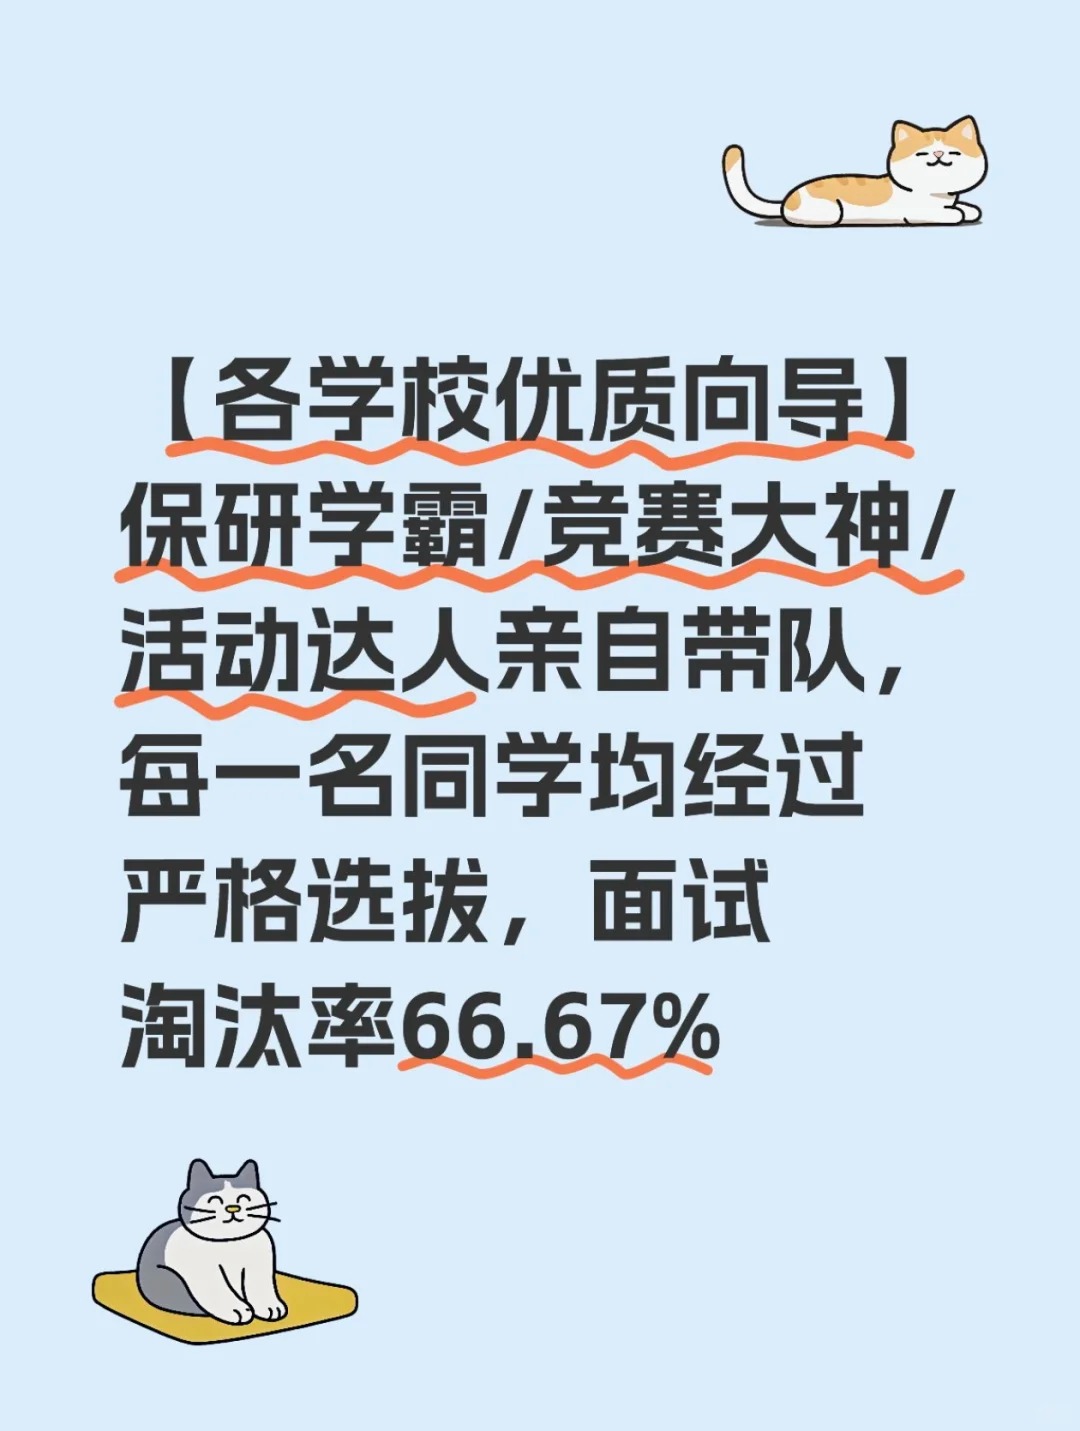 【各学校优质向导】
保研学霸/竞赛大神/
活动达人亲自带队，
每一名同学均经过
严格选拔，面试
淘汰率66.67%